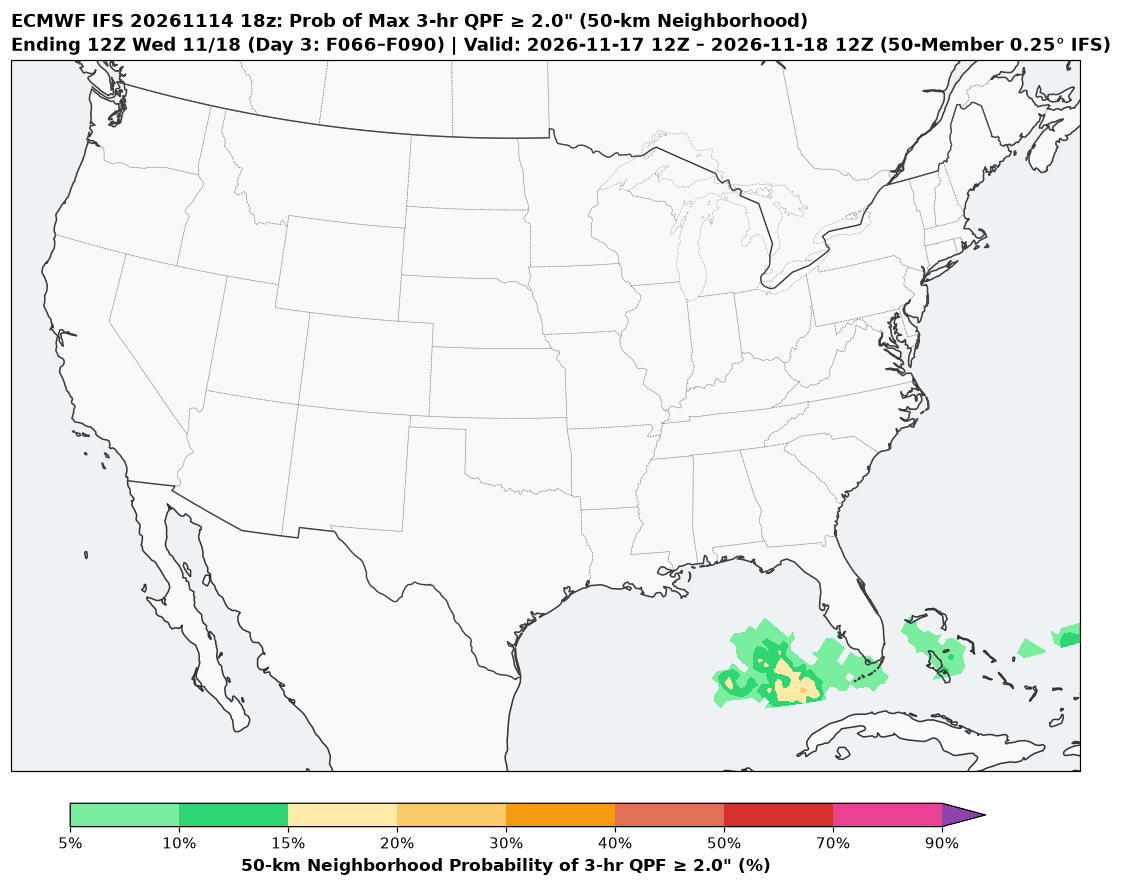 ECMWF IFS 20261114 18z: Prob of Max 3-hr QPF ≥ 2.0" (50-km Neighborhood)
Ending 12Z Wed 11/18 (Day 3: F066–F090) | Valid: 2026-11-17 12Z – 2026-11-18 12Z (50-Member 0.25° IFS)
5% 10% 15% 20% 30% 40% 50% 70% 90%
50-km Neighborhood Probability of 3-hr QPF ≥ 2.0" (%)